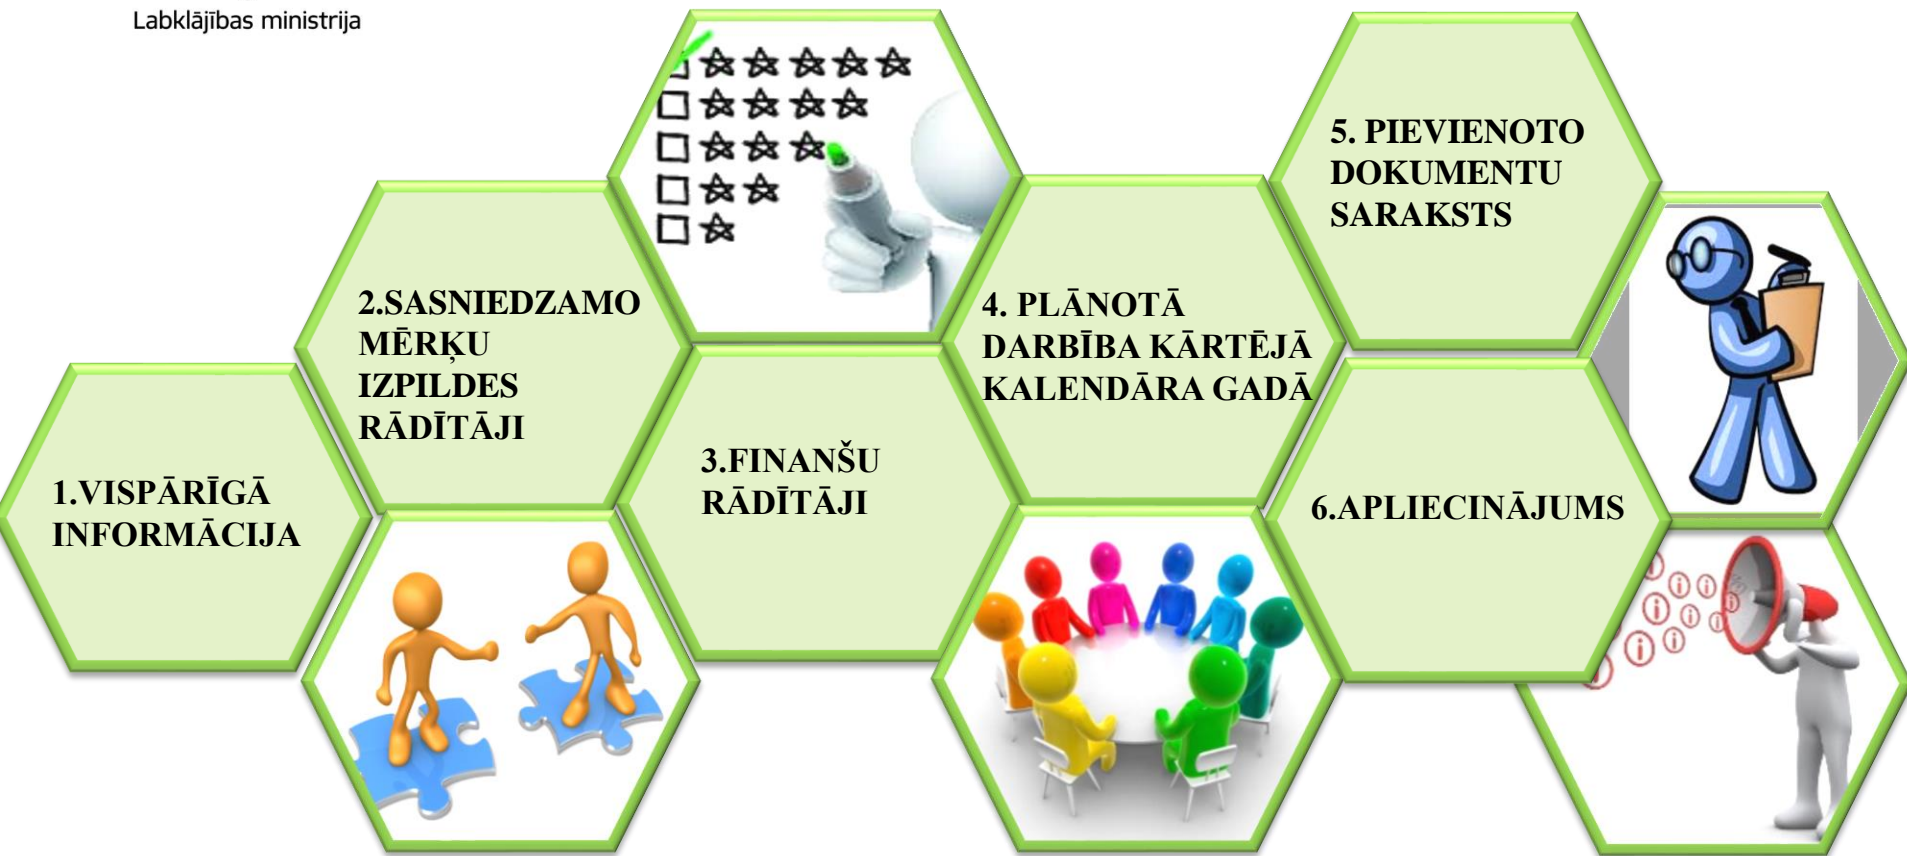 Labklājības ministrija
1.VISPĀRĪGĀ
INFORMĀCIJA
2.SASNIEDZAMO
MĒRĶU
IZPILDES
RĀDĪTĀJI
3.FINANŠU
RĀDĪTĀJI
4. PLĀNOTĀ
DARBĪBA KĀRTĒJĀ
KALENDĀRA GADĀ
5. PIEVIENOTO
DOKUMENTU
SARAKSTS
6.APLIECINĀJUMS